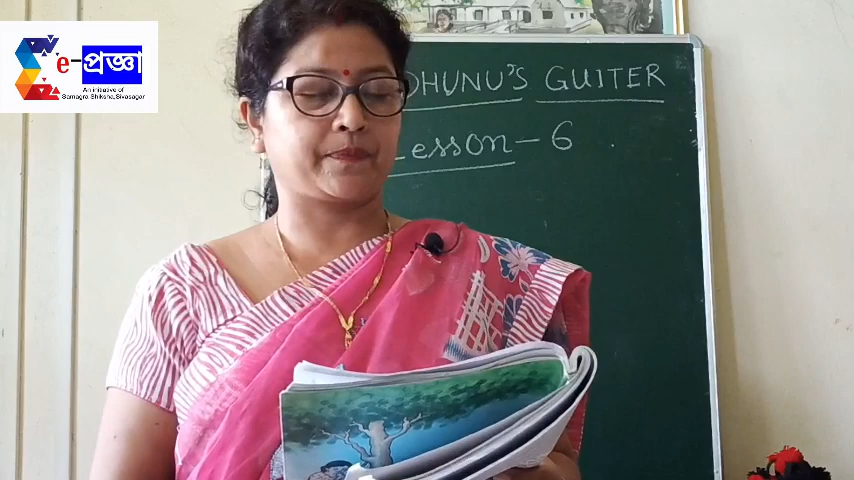 e-প্ৰজ্ঞা
An initiative of
Samagra Shiksha, Sivasagar
DHUNU'S GUITER
Lesson - 6